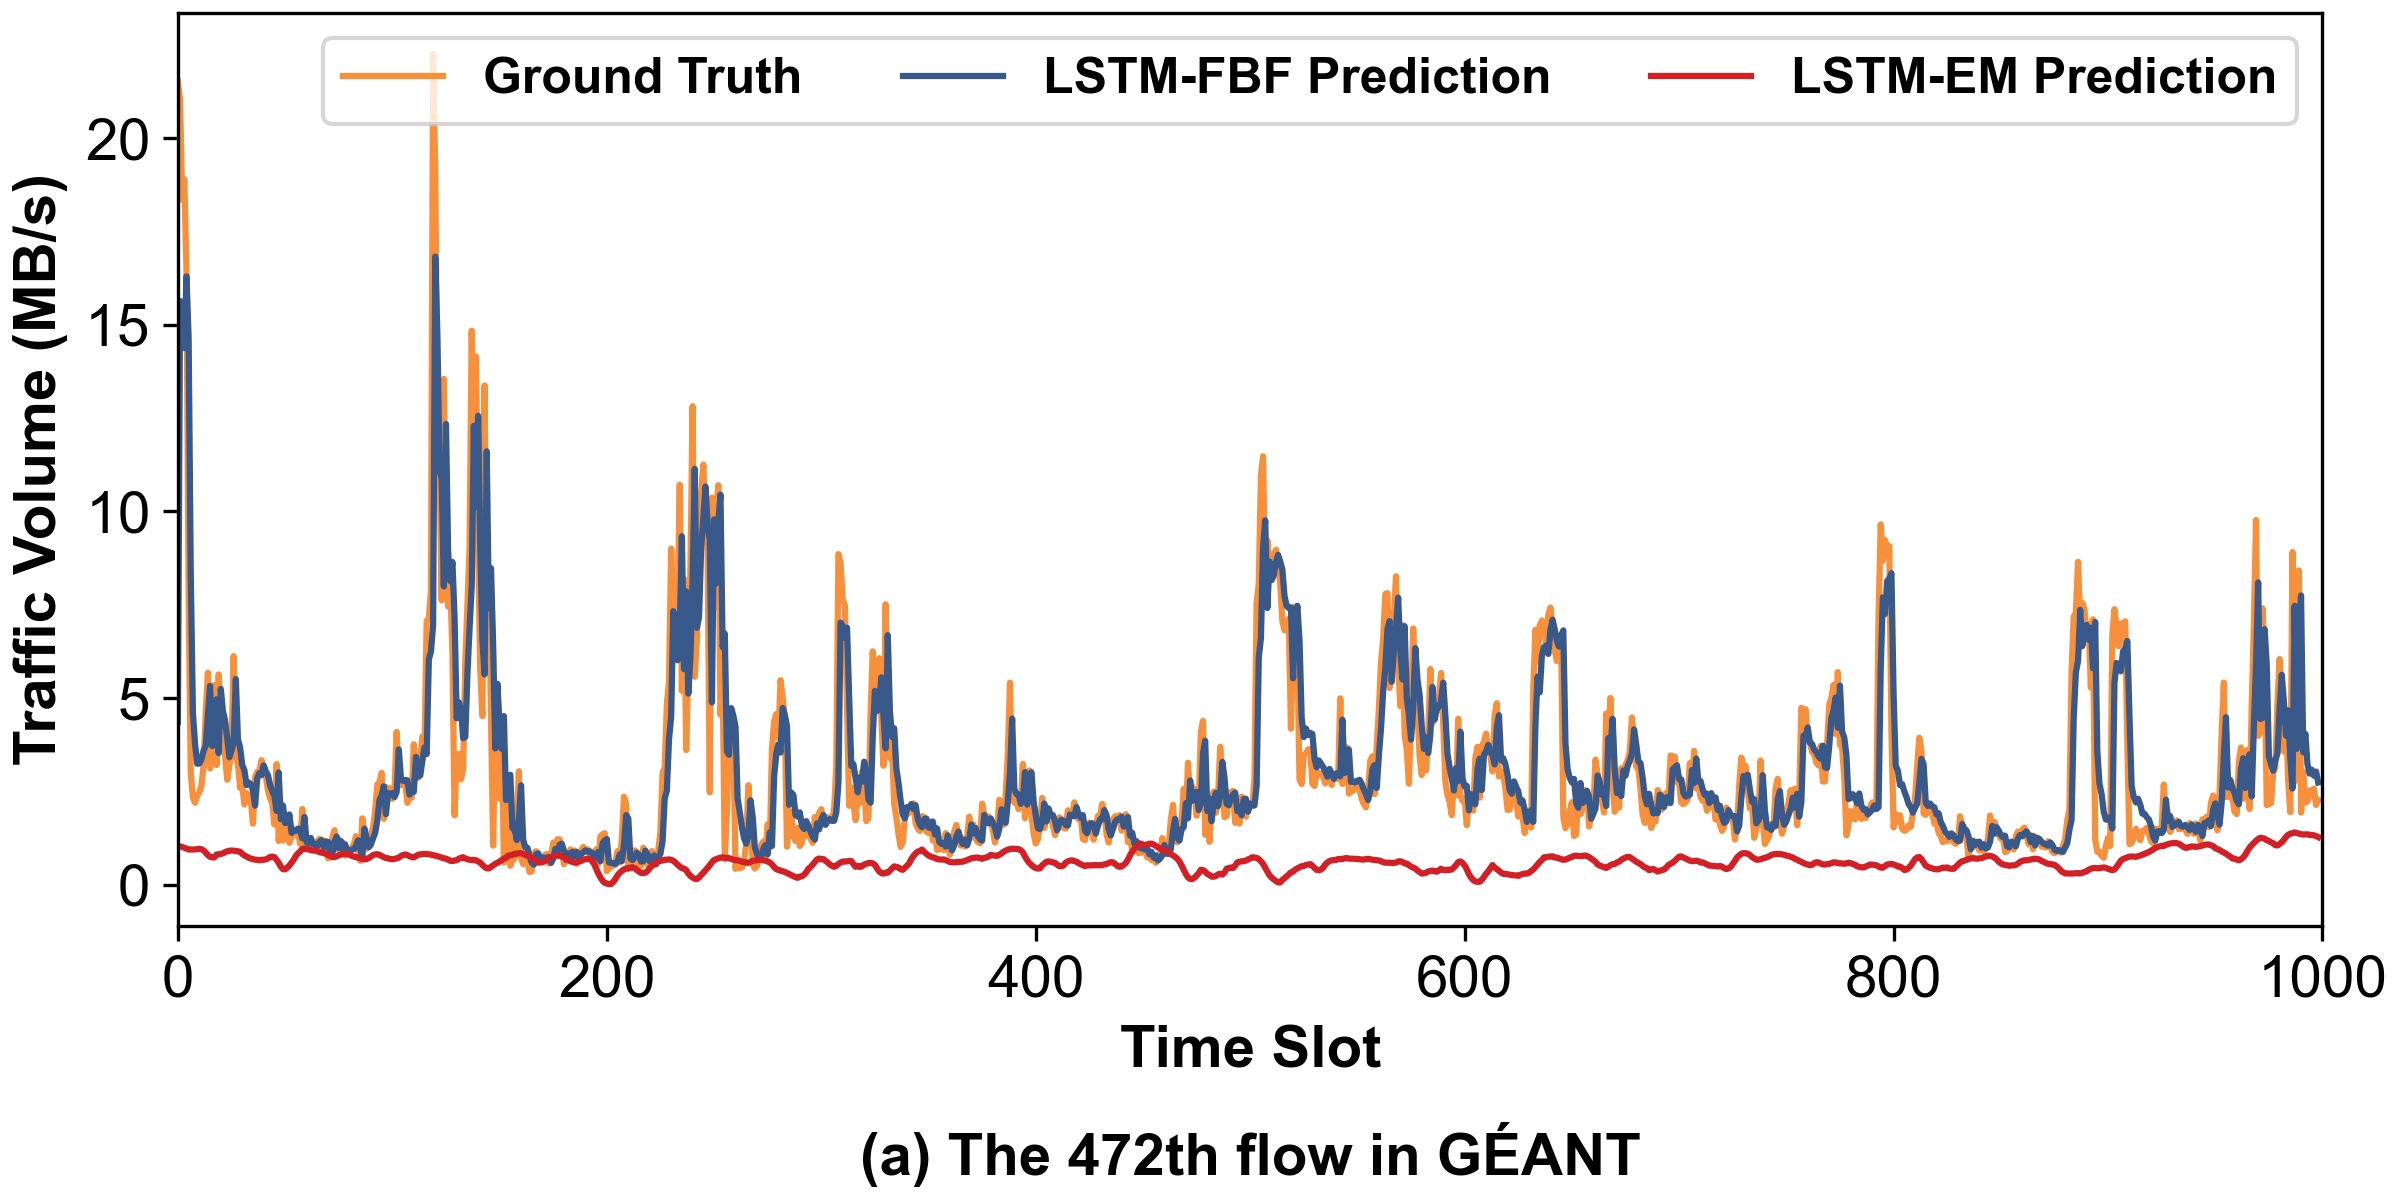 Ground Truth
LSTM-FBF Prediction
LSTM-EM Prediction
Traffic Volume (MB/s)
20
15
10
5
0
0
200
400
600
800
1000
Time Slot
(a) The 472th flow in GÉANT